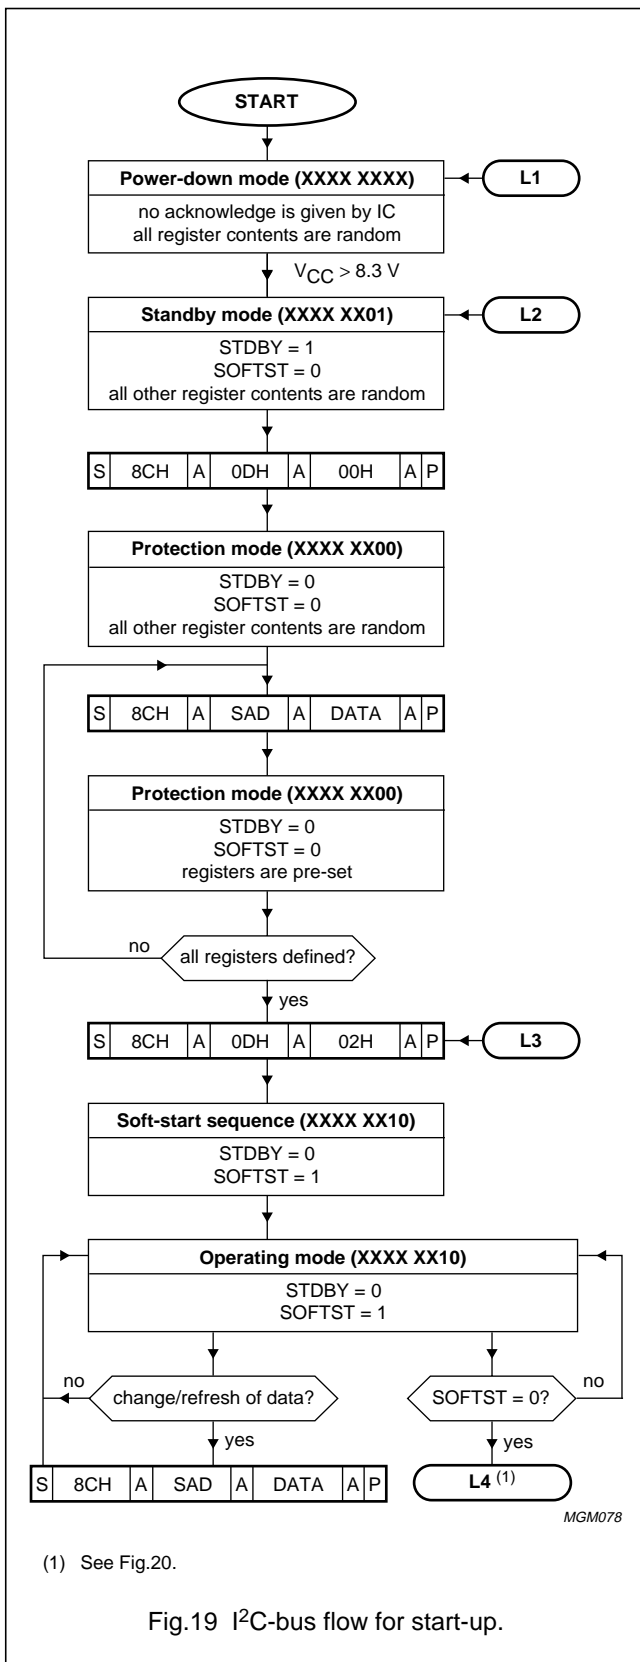 START
Power-down mode (XXXX XXXX)
L1
no acknowledge is given by IC
all register contents are random
VCC > 8.3 V
Standby mode (XXXX XX01)
L2
STDBY = 1
SOFTST = 0
all other register contents are random
S 8CH A 0DH A 00H A P
Protection mode (XXXX XX00)
STDBY = 0
SOFTST = 0
all other register contents are random
S 8CH A SAD A DATA A P
Protection mode (XXXX XX00)
STDBY = 0
SOFTST = 0
registers are pre-set
no
all registers defined?
yes
S 8CH A 0DH A 02H A P
L3
Soft-start sequence (XXXX XX10)
STDBY = 0
SOFTST = 1
Operating mode (XXXX XX10)
STDBY = 0
SOFTST = 1
no
change/refresh of data?
SOFTST = 0?
no
yes
yes
S 8CH A SAD A DATA A P
L4 (1)
MGM078
(1) See Fig.20.
Fig.19 I²C-bus flow for start-up.